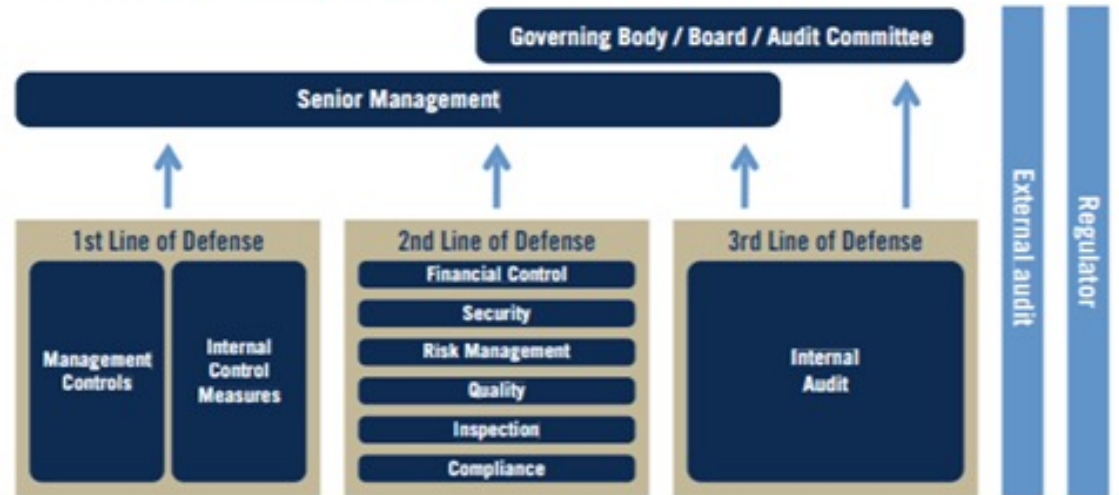 Governing Body / Board / Audit Committee
Senior Management
1st Line of Defense
Management
Controls
Internal
Control
Measures
2nd Line of Defense
Financial Control
Security
Risk Management
Quality
Inspection
Compliance
3rd Line of Defense
Internal
Audit
External audit
Regulator